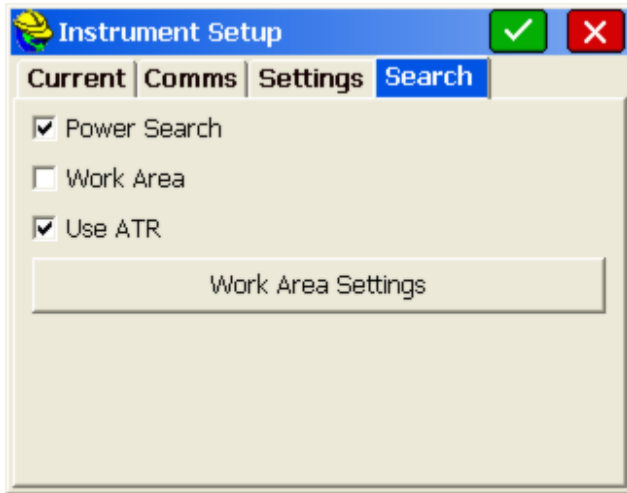 Instrument Setup
Current Comms Settings Search
Power Search
Work Area
Use ATR
Work Area Settings